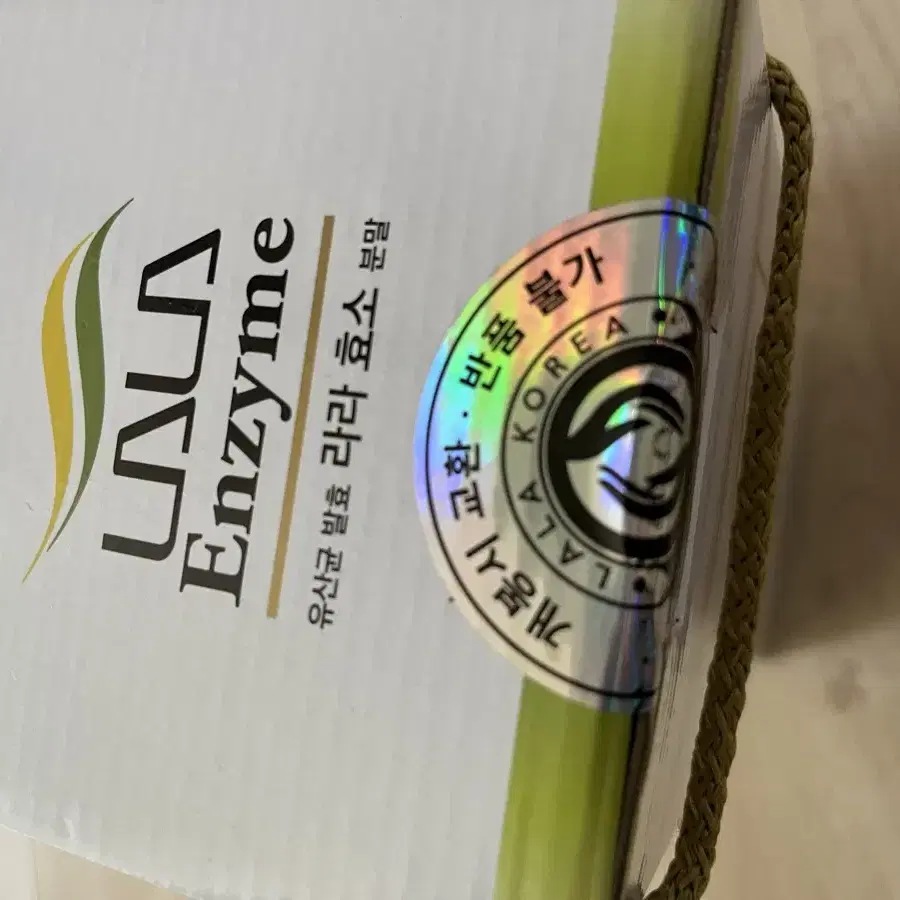 LALA
Enzyme
유산균 발효 라라 효소 분말
개봉시 교환 · 반품 불가
LALA KOREA